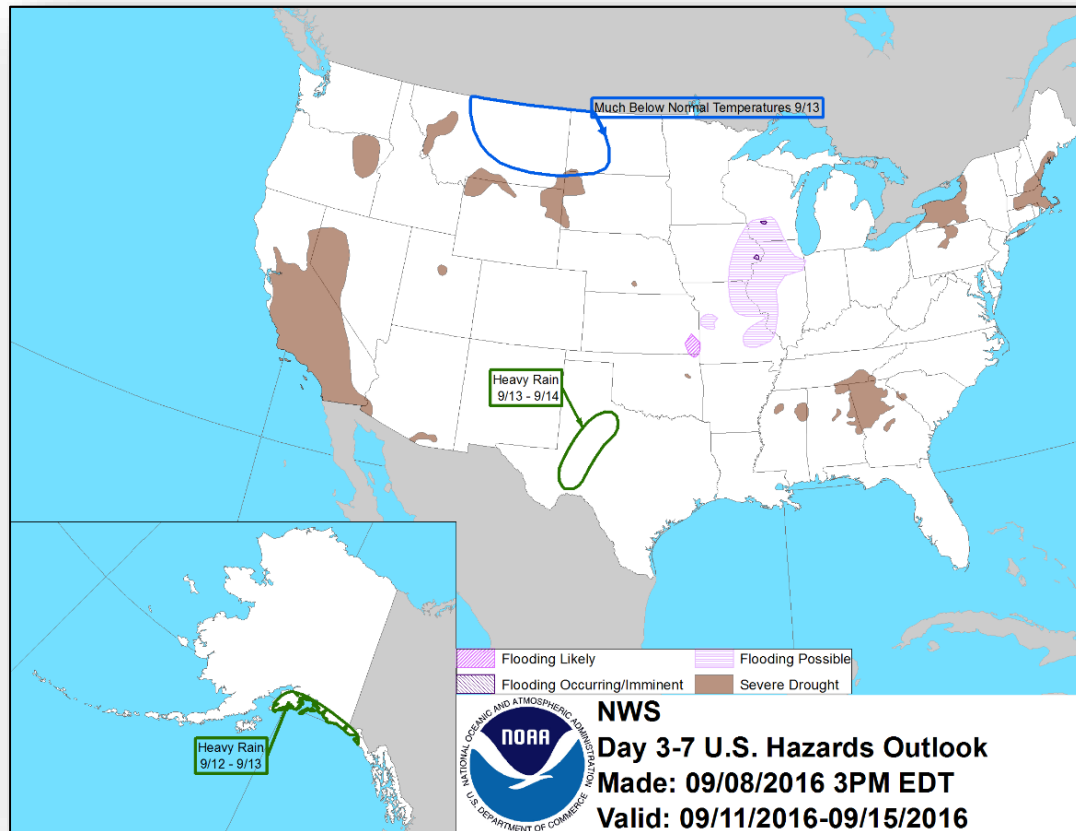 Much Below Normal Temperatures 9/13
Heavy Rain
9/13 - 9/14
Heavy Rain
9/12 - 9/13
Flooding Likely
Flooding Possible
Flooding Occurring/Imminent
Severe Drought
NATIONAL OCEANIC AND ATMOSPHERIC ADMINISTRATION
NOAA
U.S. DEPARTMENT OF COMMERCE
NWS
Day 3-7 U.S. Hazards Outlook
Made: 09/08/2016 3PM EDT
Valid: 09/11/2016-09/15/2016